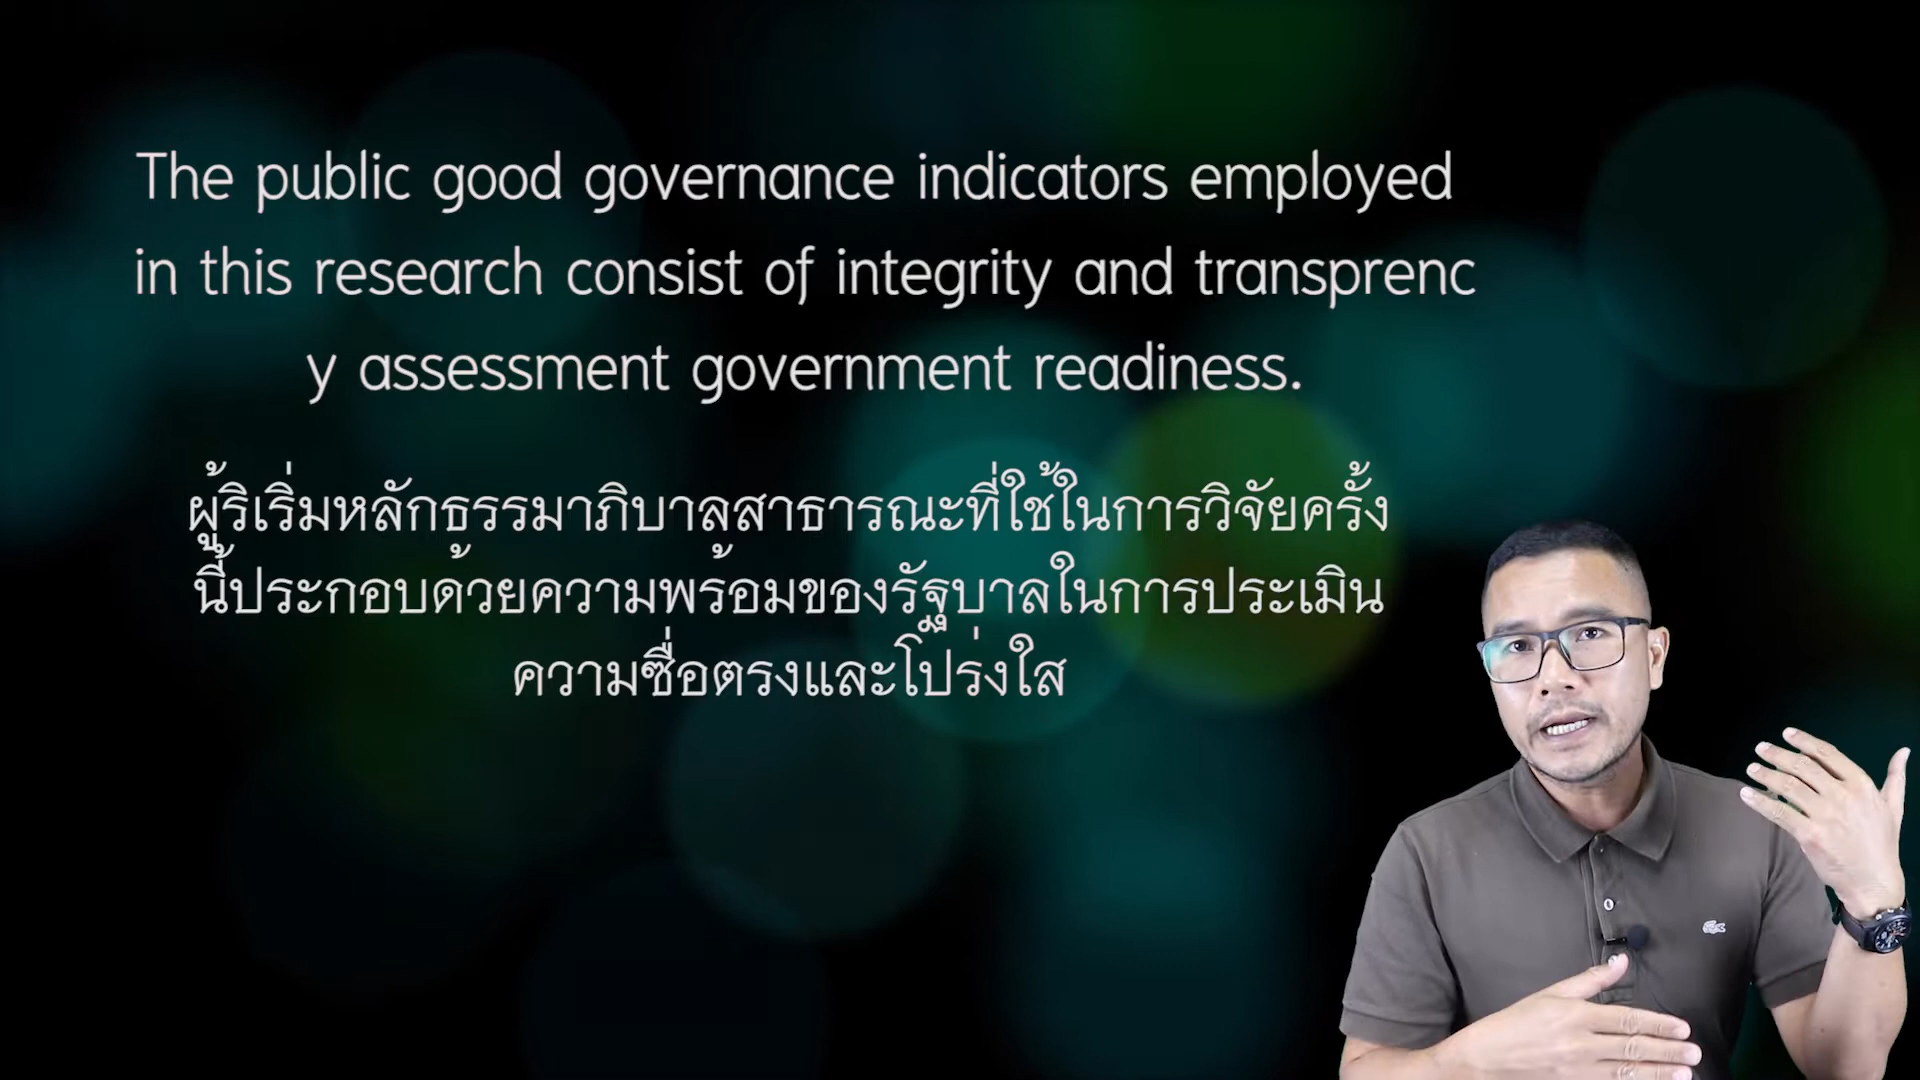 The public good governance indicators employed
in this research consist of integrity and transprenc
y assessment government readiness.
ผู้ริเริ่มหลักธรรมาภิบาลสาธารณะที่ใช้ในการวิจัยครั้ง
นี้ประกอบด้วยความพร้อมของรัฐบาลในการประเมิน
ความซื่อตรงและโปร่งใส